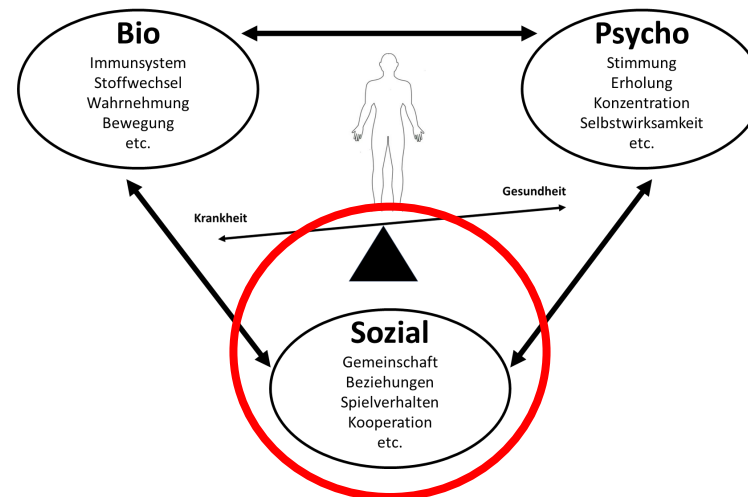 Bio
Immunsystem
Stoffwechsel
Wahrnehmung
Bewegung
etc.
Psycho
Stimmung
Erholung
Konzentration
Selbstwirksamkeit
etc.
Gesundheit
Krankheit
Sozial
Gemeinschaft
Beziehungen
Spielverhalten
Kooperation
etc.